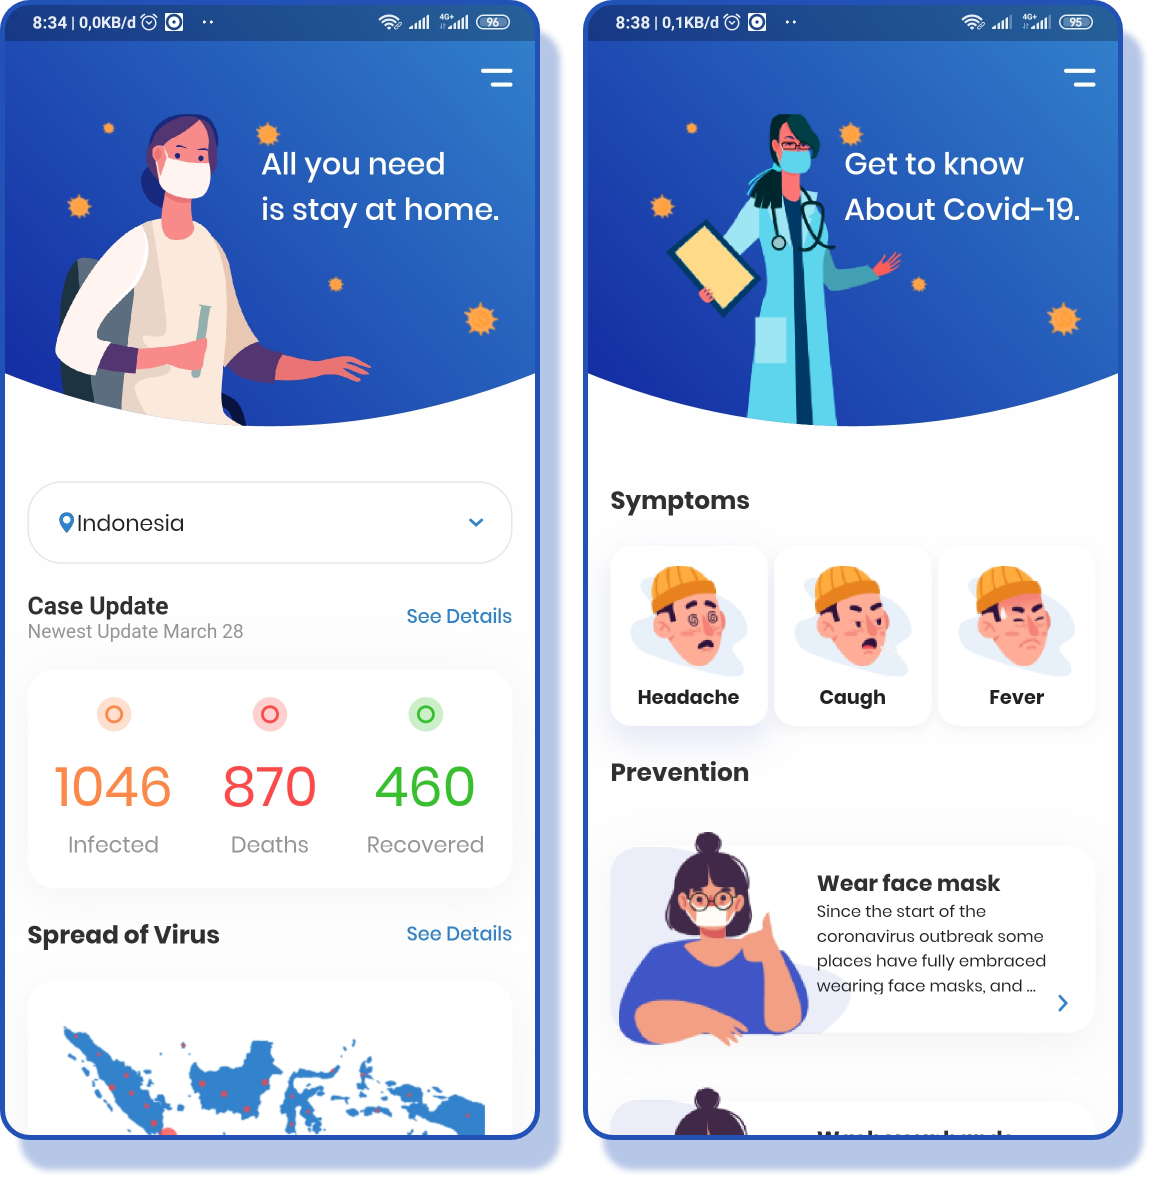 8:34 | 0,0KB/d
4G+
96
All you need
is stay at home.
Indonesia
Case Update
Newest Update March 28
See Details
1046
870
460
Infected
Deaths
Recovered
Spread of Virus
See Details
8:38 | 0,1KB/d
4G+
95
Get to know
About Covid-19.
Symptoms
Headache
Caugh
Fever
Prevention
Wear face mask
Since the start of the
coronavirus outbreak some
places have fully embraced
wearing face masks, and ...